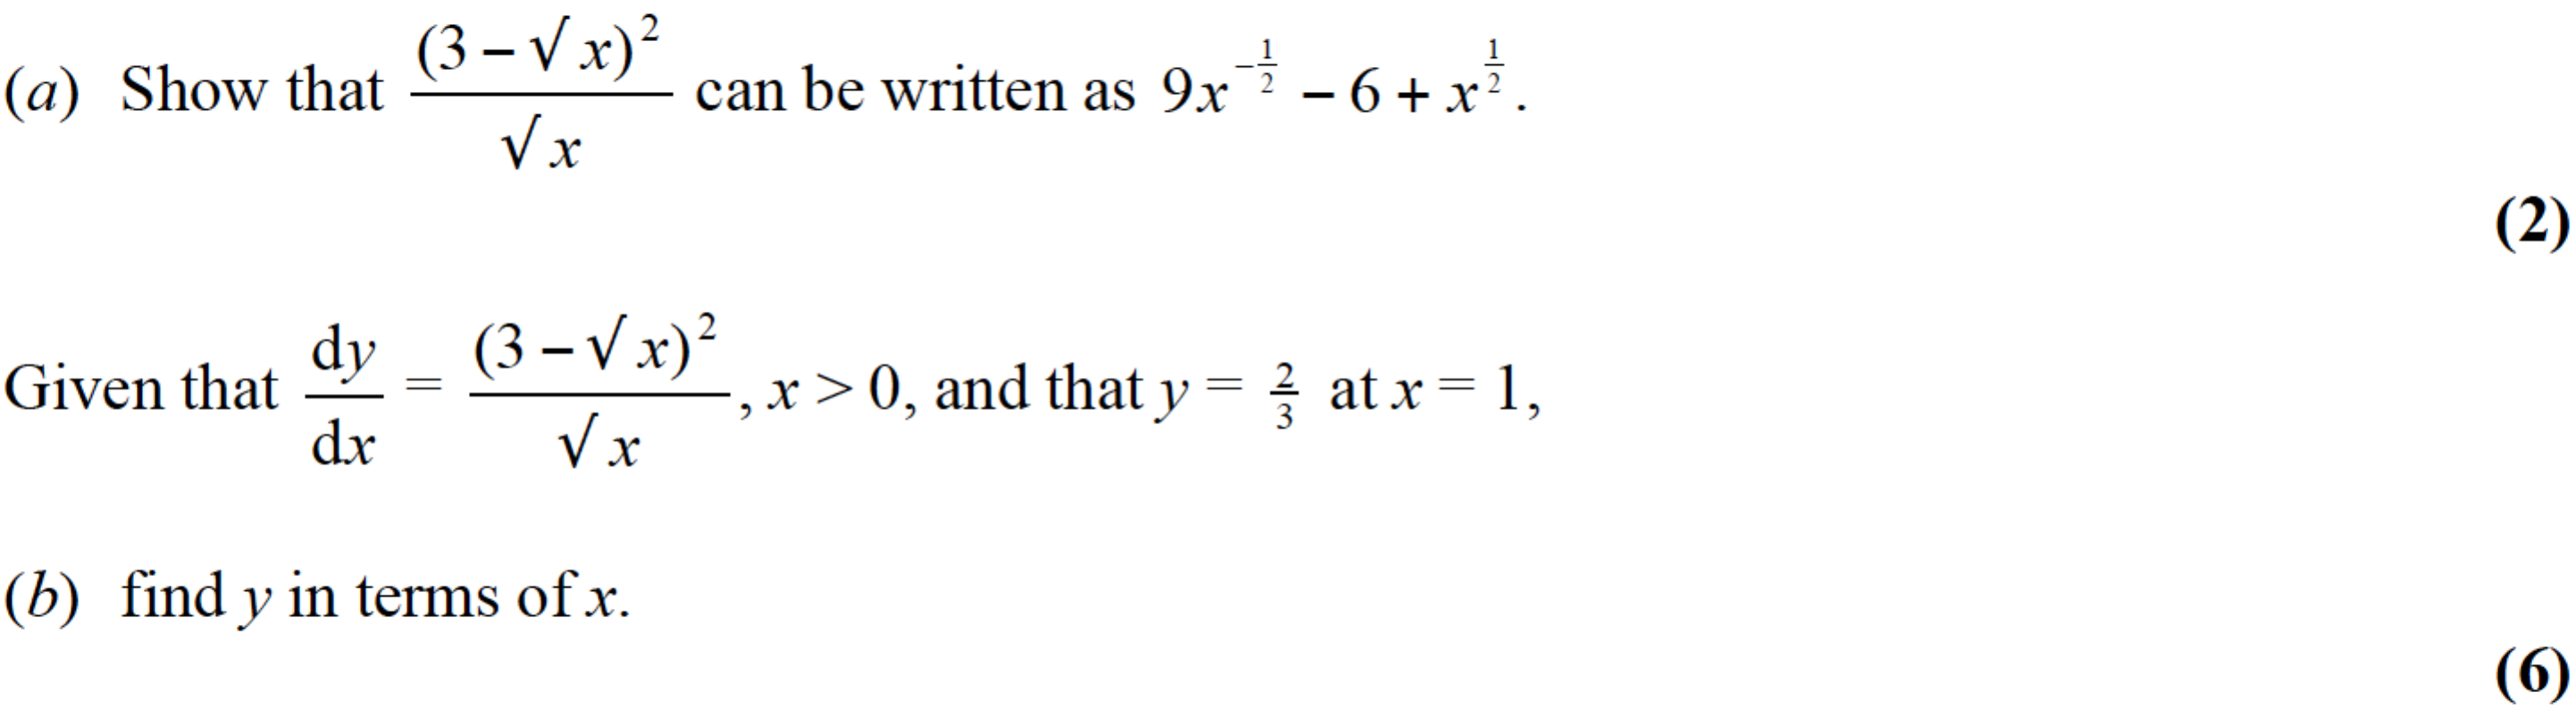 (a) Show that \frac{(3 - \sqrt{x})^2}{\sqrt{x}} can be written as 9x^{-\frac{1}{2}} - 6 + x^{\frac{1}{2}}.
(2)
Given that \frac{dy}{dx} = \frac{(3 - \sqrt{x})^2}{\sqrt{x}}, x > 0, and that y = \frac{2}{3} at x = 1,
(b) find y in terms of x.
(6)